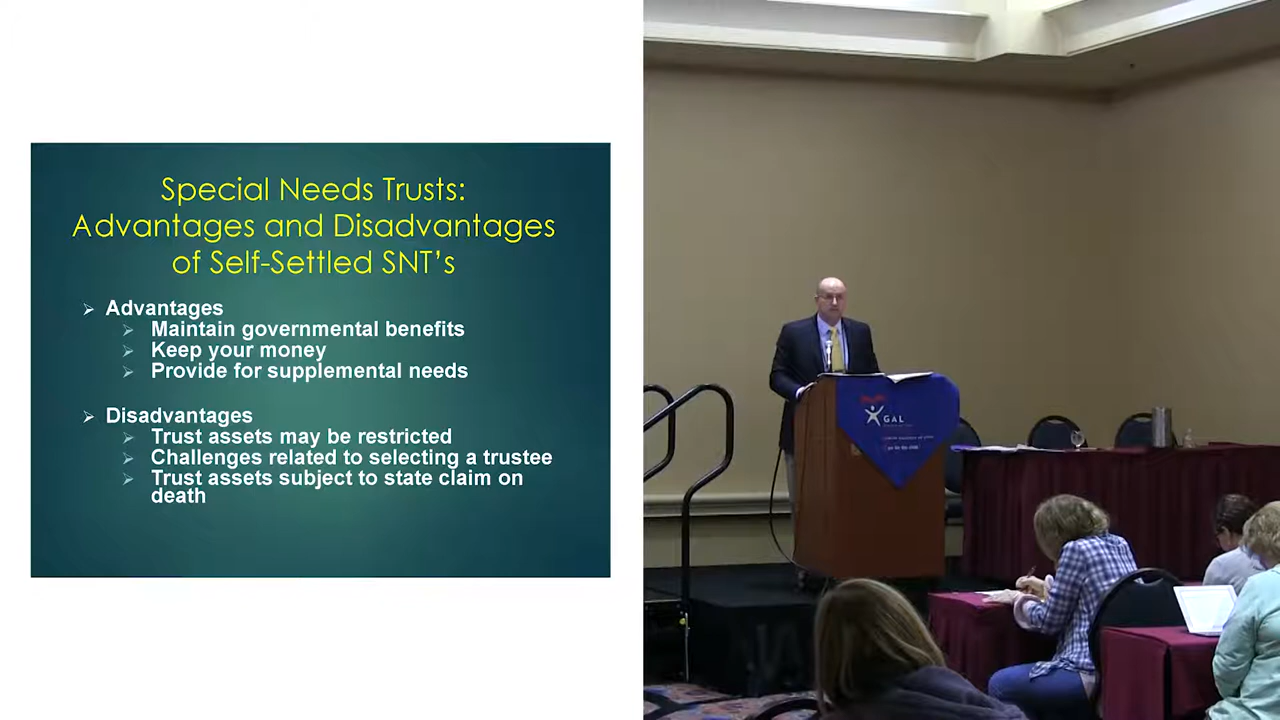 Special Needs Trusts:
Advantages and Disadvantages
of Self-Settled SNT's
Advantages
Maintain governmental benefits
Keep your money
Provide for supplemental needs
Disadvantages
Trust assets may be restricted
Challenges related to selecting a trustee
Trust assets subject to state claim on
death
GAL